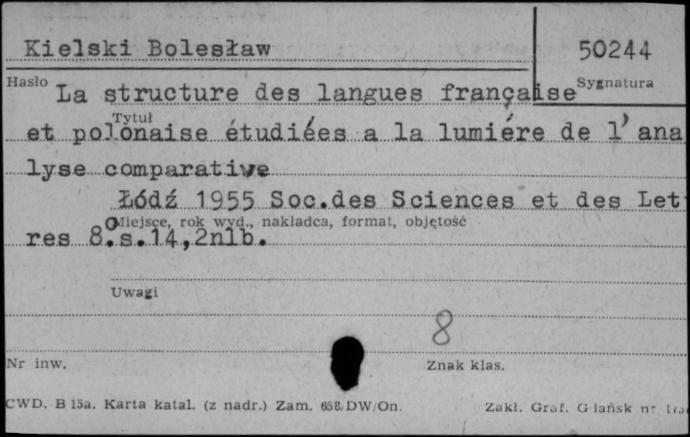 Kielski Bolesław
50244
Hasło
Sygnatura
La structure des langues française
Tytuł
et polonaise étudiées a la lumiére de l'ana
lyse comparative
Łódź 1955 Soc.des Sciences et des Let
Miejsce, rok wyd., nakładca, format, objętość
res 8°.s.14,2nlb.
Uwagi
8
Nr inw.
Znak klas.
CWD. B 15a. Karta katal. (z nadr.) Zam. 658/DW/On.
Zakł. Graf. Gdańsk nr